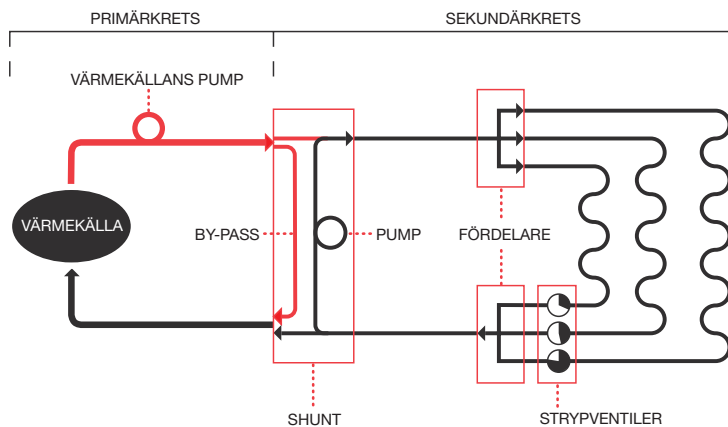 PRIMÄRKRETS
SEKUNDÄRKRETS
VÄRMEKÄLLANS PUMP
VÄRMEKÄLLA
BY-PASS
PUMP
FÖRDELARE
SHUNT
STRYPVENTILER